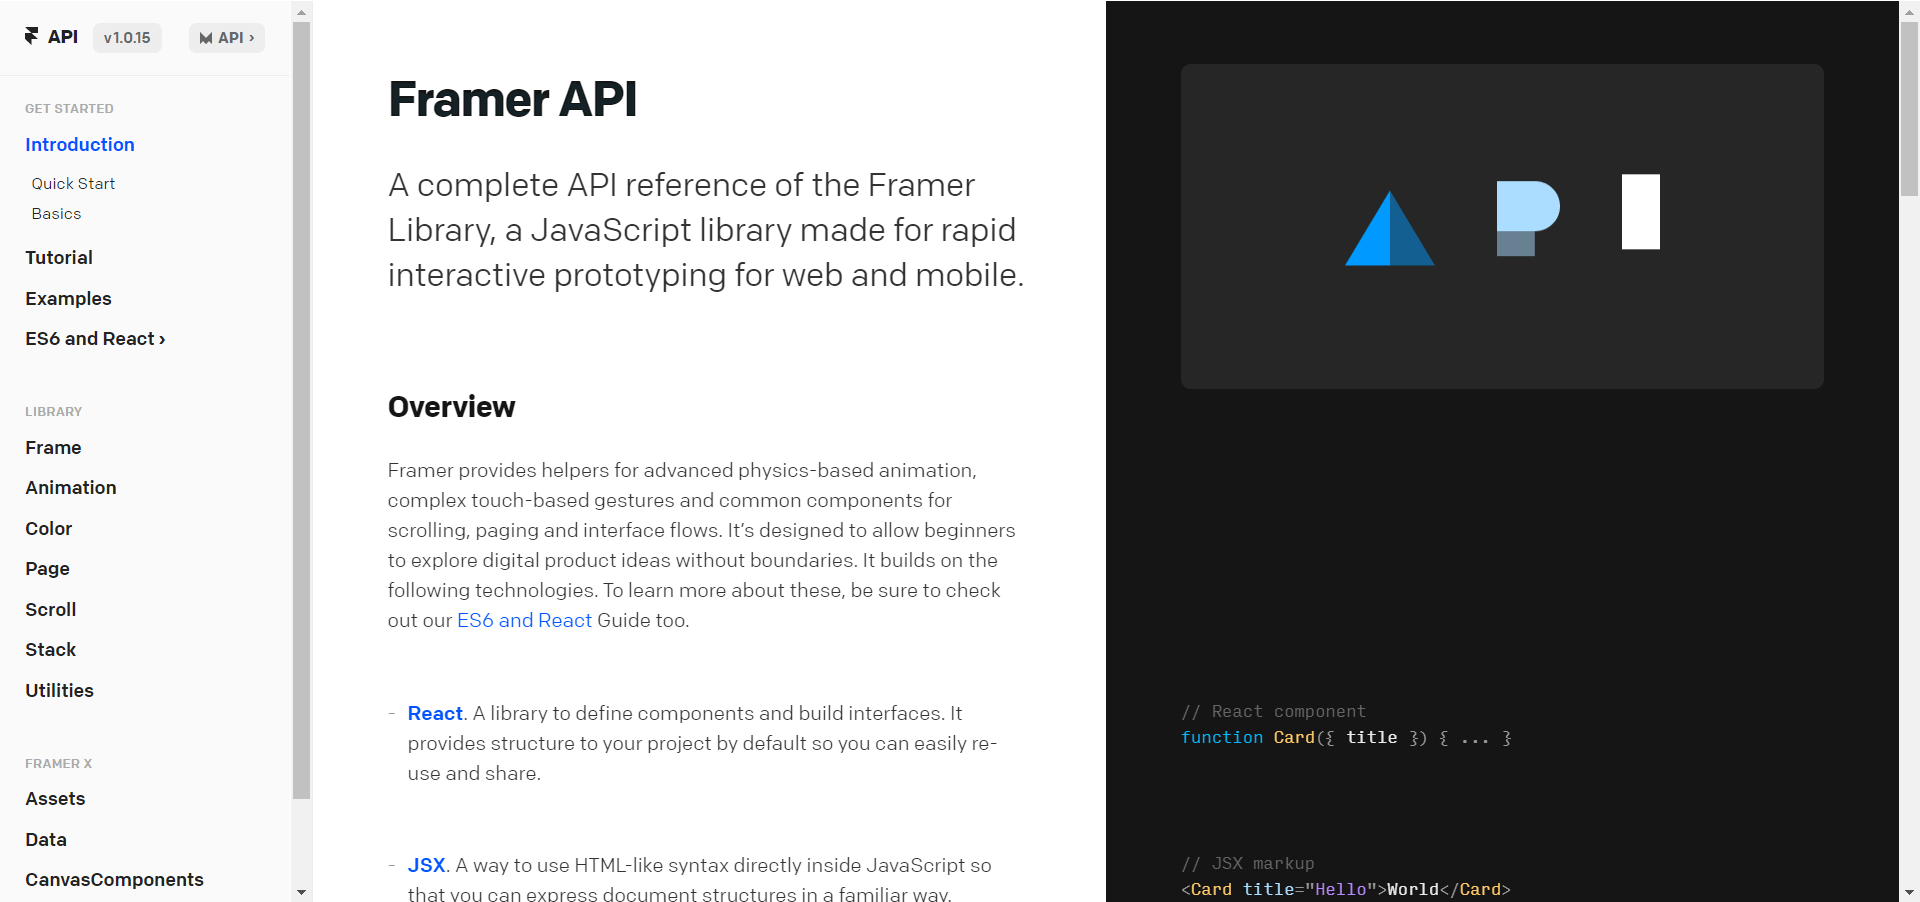 API
v1.0.15
API ›
GET STARTED
Introduction
Quick Start
Basics
Tutorial
Examples
ES6 and React ›
LIBRARY
Frame
Animation
Color
Page
Scroll
Stack
Utilities
FRAMER X
Assets
Data
CanvasComponents
Framer API
A complete API reference of the Framer
Library, a JavaScript library made for rapid
interactive prototyping for web and mobile.
Overview
Framer provides helpers for advanced physics-based animation,
complex touch-based gestures and common components for
scrolling, paging and interface flows. It’s designed to allow beginners
to explore digital product ideas without boundaries. It builds on the
following technologies. To learn more about these, be sure to check
out our ES6 and React Guide too.
- React. A library to define components and build interfaces. It
provides structure to your project by default so you can easily re-
use and share.
- JSX. A way to use HTML-like syntax directly inside JavaScript so
that you can express document structures in a familiar way.
// React component
function Card({ title }) { ... }
// JSX markup
<Card title="Hello">World</Card>